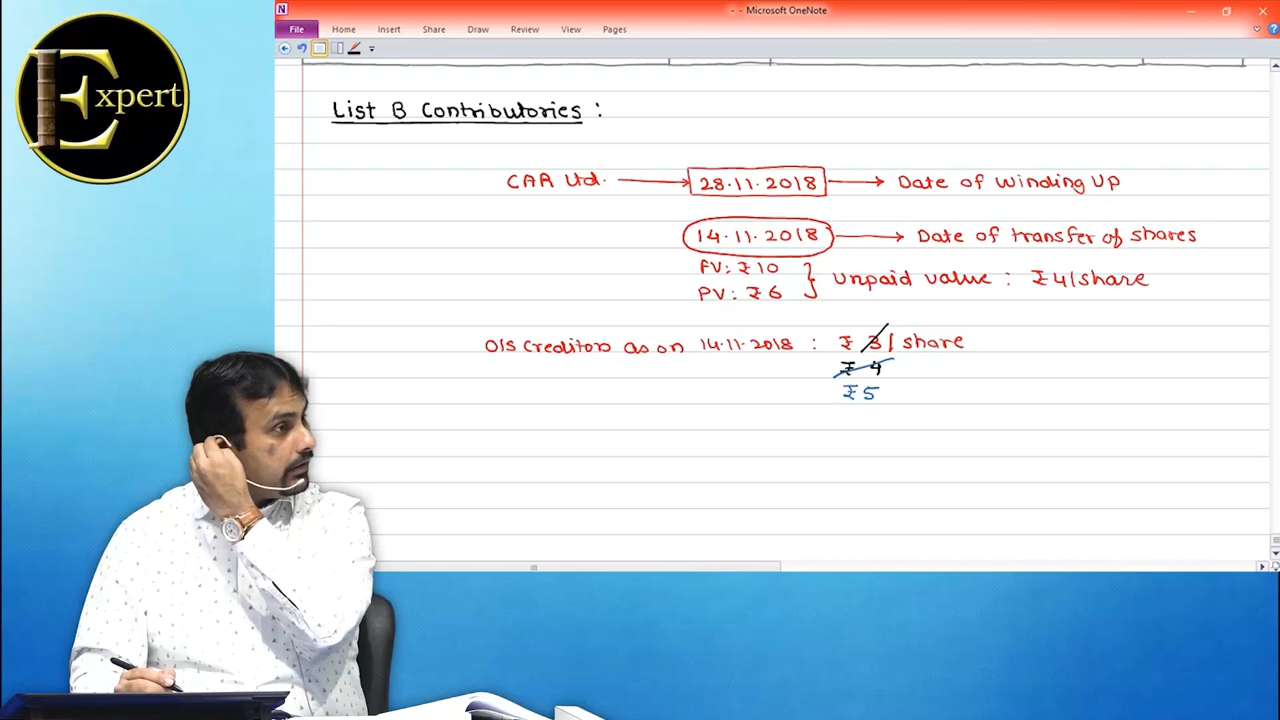 Expert
- - Microsoft OneNote
File Home Insert Share Draw Review View Pages
List B Contributories :
CAR Ltd. → 28.11.2018 → Date of Winding UP
14.11.2018 → Date of transfer of shares
FV: ₹10
PV: ₹6 } Unpaid value : ₹4/share
O/S Creditors as on 14.11.2018 : ₹ 3/ share
₹ 4
₹5